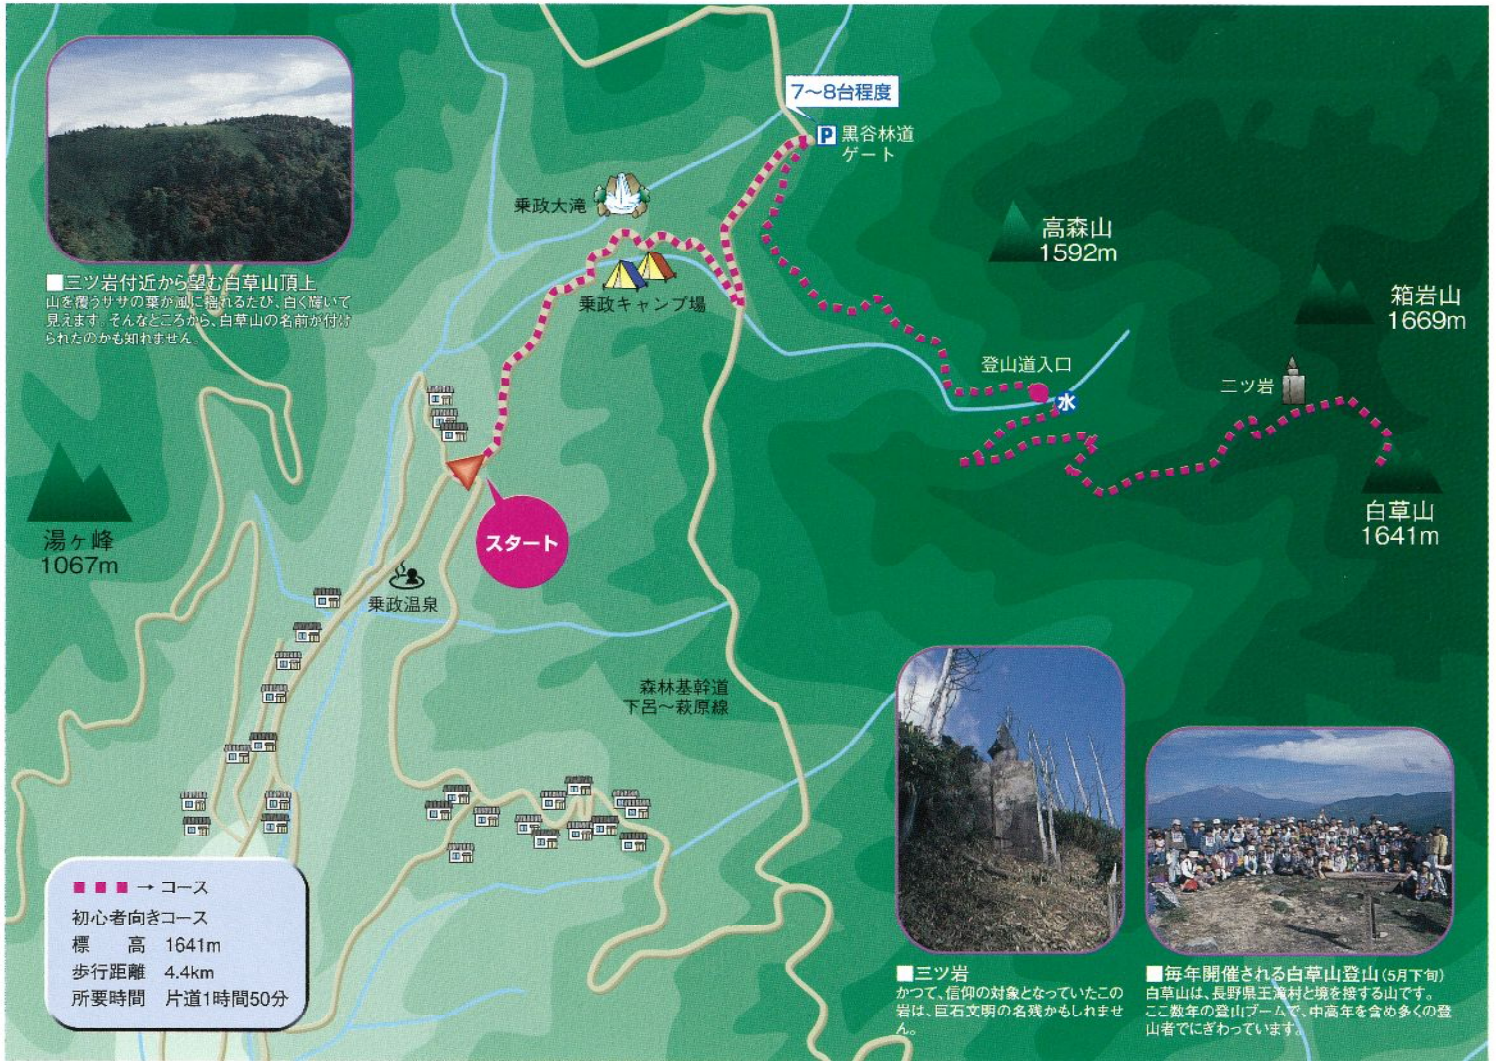 7〜8台程度
P
黒谷林道
ゲート
乗政大滝
乗政キャンプ場
高森山
1592m
箱岩山
1669m
登山道入口
水
二ツ岩
白草山
1641m
■三ツ岩付近から望む白草山頂上
山を覆うササの葉が風に揺れるたび、白く輝いて
見えます。そんなところから、白草山の名前が付け
られたのかも知れません。
湯ヶ峰
1067m
スタート
乗政温泉
森林基幹道
下呂〜萩原線
■ ■ ■ → コース
初心者向きコース
標　高　1641m
歩行距離　4.4km
所要時間　片道1時間50分
■三ツ岩
かつて、信仰の対象となっていたこの
岩は、巨石文明の名残かもしれませ
ん。
■毎年開催される白草山登山(5月下旬)
白草山は、長野県王滝村と境を接する山です。
ここ数年の登山ブームで、中高年を含め多くの登
山者でにぎわっています。